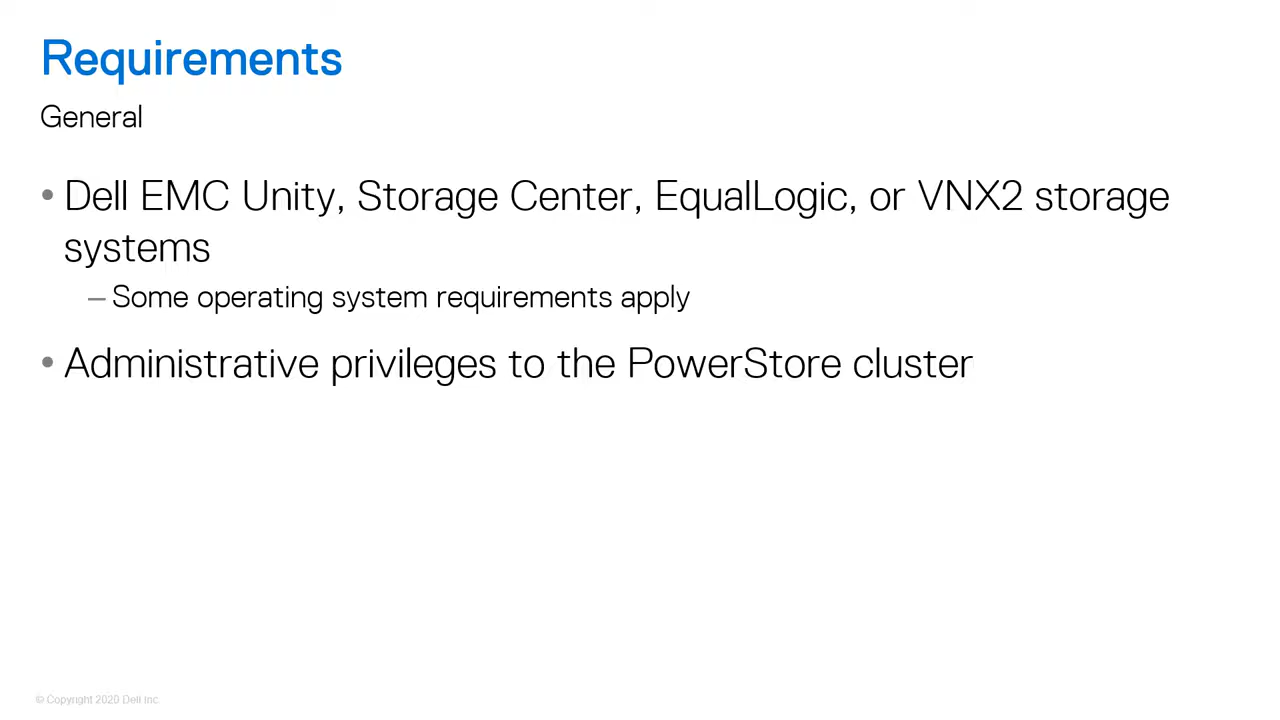 Requirements
General
• Dell EMC Unity, Storage Center, EqualLogic, or VNX2 storage
systems
– Some operating system requirements apply
• Administrative privileges to the PowerStore cluster
© Copyright 2020 Dell Inc.